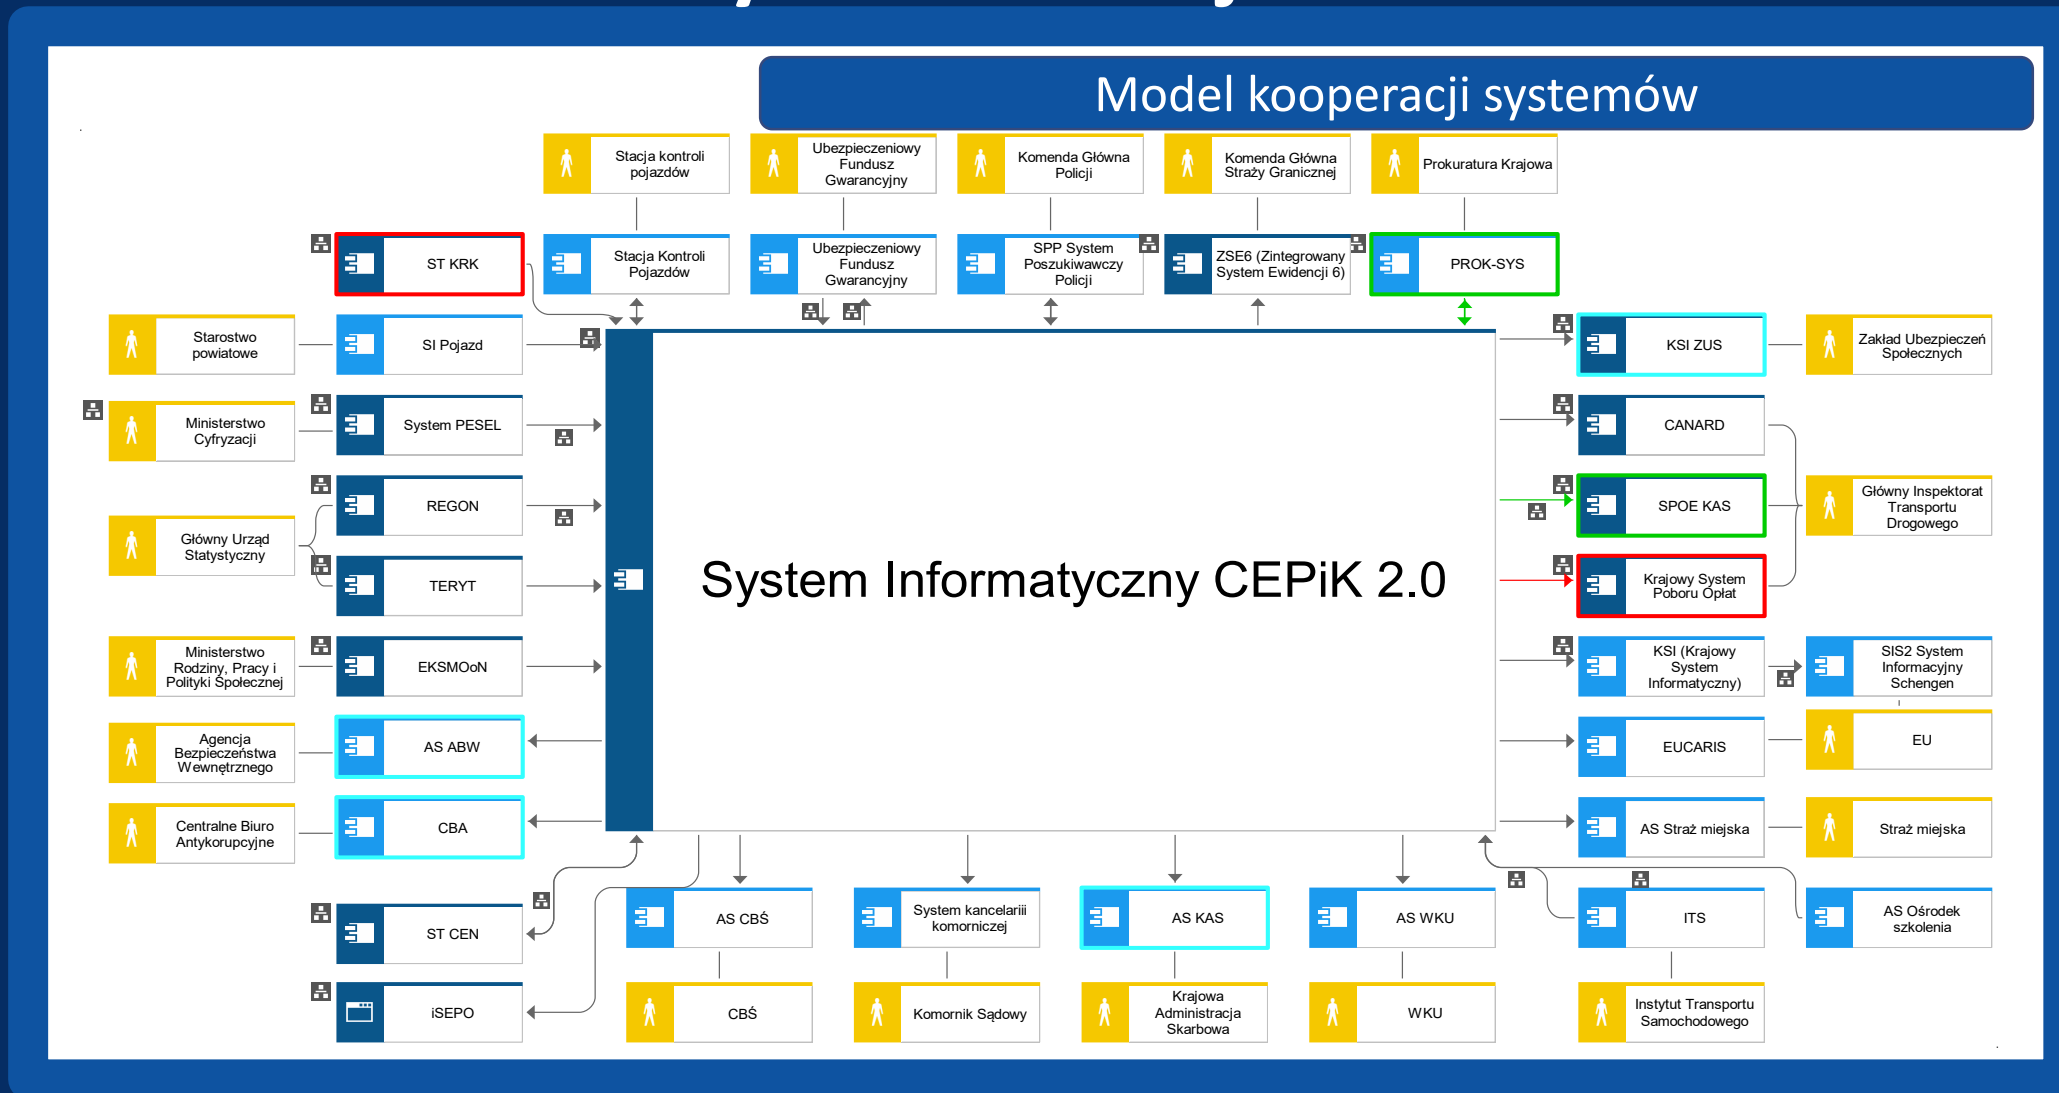 Model kooperacji systemów
Stacja kontroli
pojazdów
Ubezpieczeniowy
Fundusz
Gwarancyjny
Komenda Główna
Policji
Komenda Główna
Straży Granicznej
Prokuratura Krajowa
ST KRK
Stacja Kontroli
Pojazdów
Ubezpieczeniowy
Fundusz
Gwarancyjny
SPP System
Poszukiwawczy
Policji
ZSE6 (Zintegrowany
System Ewidencji 6)
PROK-SYS
Starostwo
powiatowe
SI Pojazd
KSI ZUS
Zakład Ubezpieczeń
Społecznych
Ministerstwo
Cyfryzacji
System PESEL
CANARD
Główny Urząd
Statystyczny
REGON
SPOE KAS
Główny Inspektorat
Transportu
Drogowego
TERYT
System Informatyczny CEPiK 2.0
Krajowy System
Poboru Opłat
Ministerstwo
Rodziny, Pracy i
Polityki Społecznej
EKSMOoN
KSI (Krajowy
System
Informatyczny)
SIS2 System
Informacyjny
Schengen
Agencja
Bezpieczeństwa
Wewnętrznego
AS ABW
EUCARIS
EU
Centralne Biuro
Antykorupcyjne
CBA
AS Straż miejska
Straż miejska
ST CEN
AS CBŚ
System kancelariii
komorniczej
AS KAS
AS WKU
ITS
AS Ośrodek
szkolenia
iSEPO
CBŚ
Komornik Sądowy
Krajowa
Administracja
Skarbowa
WKU
Instytut Transportu
Samochodowego